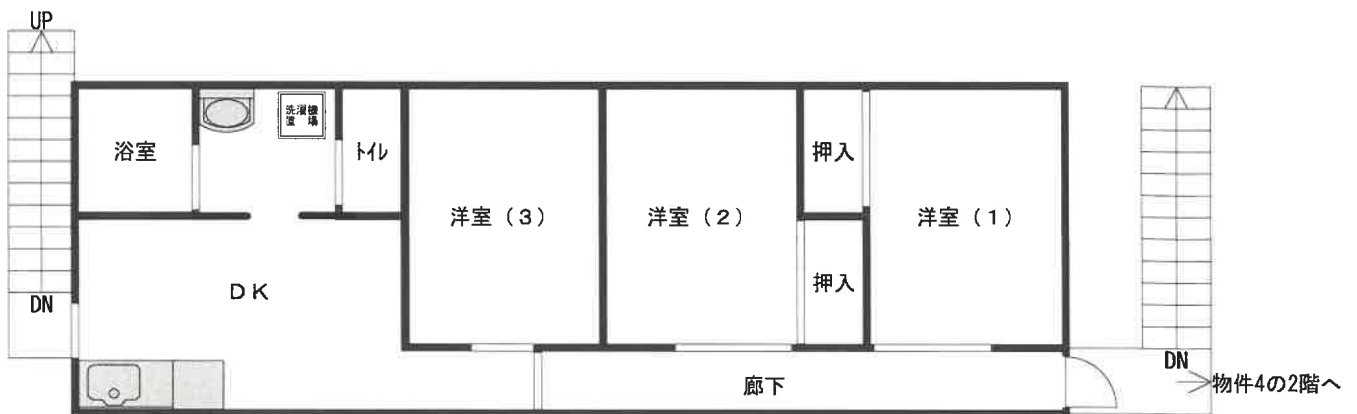 UP
洗濯機
置場
浴室
トイレ
押入
洋室（3）
洋室（2）
洋室（1）
押入
DK
DN
廊下
DN
物件4の2階へ